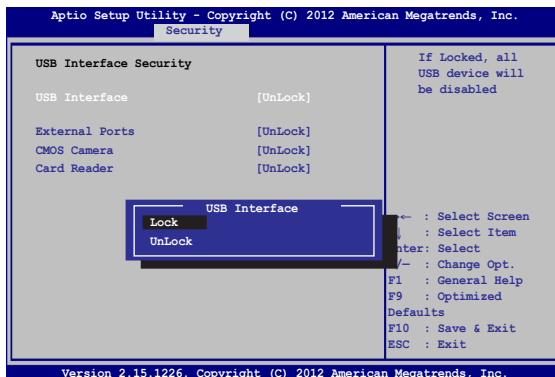 Aptio Setup Utility - Copyright (C) 2012 American Megatrends, Inc.
Security
USB Interface Security
USB Interface [UnLock]
External Ports [UnLock]
CMOS Camera [UnLock]
Card Reader [UnLock]
If Locked, all
USB device will
be disabled
USB Interface
Lock
UnLock
→← : Select Screen
: Select Item
: Select
: Change Opt.
F1 : General Help
F9 : Optimized
Defaults
F10 : Save & Exit
ESC : Exit
Version 2.15.1226. Copyright (C) 2012 American Megatrends, Inc.